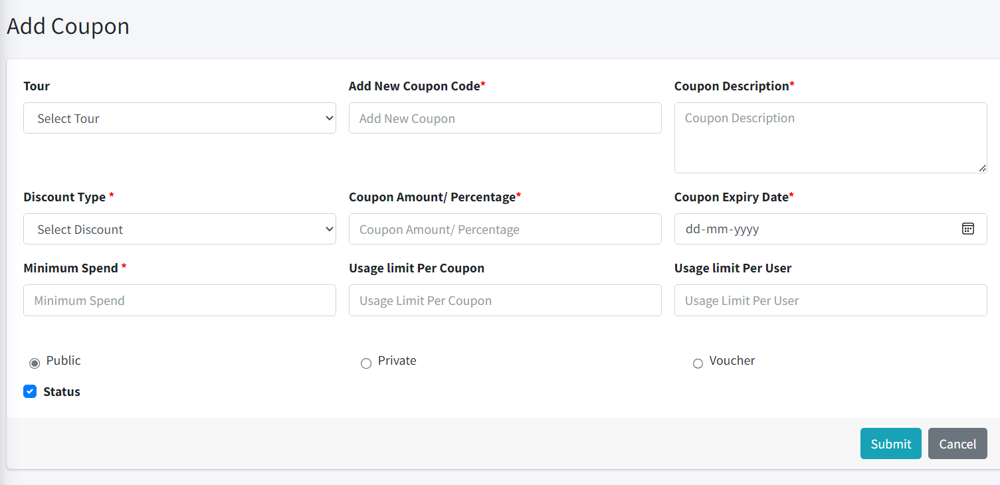 Add Coupon
Tour
Add New Coupon Code*
Coupon Description*
Select Tour
Add New Coupon
Coupon Description
Discount Type *
Coupon Amount/ Percentage*
Coupon Expiry Date*
Select Discount
Coupon Amount/ Percentage
dd-mm-yyyy
Minimum Spend *
Usage limit Per Coupon
Usage limit Per User
Minimum Spend
Usage Limit Per Coupon
Usage Limit Per User
Public
Private
Voucher
Status
Submit
Cancel